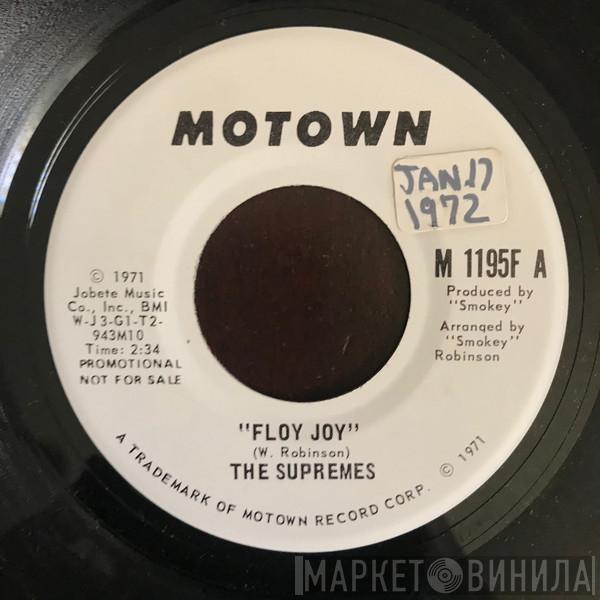 MOTOWN
JAN.17
1972
M 1195F A
Produced by
"Smokey"
Arranged by
"Smokey"
Robinson
© 1971
Jobete Music
Co., Inc., BMI
W-J3-G1-T2-
943M10
Time: 2:34
PROMOTIONAL
NOT FOR SALE
"FLOY JOY"
(W. Robinson)
THE SUPREMES
A TRADEMARK OF MOTOWN RECORD CORP. © 1971
МАРКЕТ ВИНИЛА